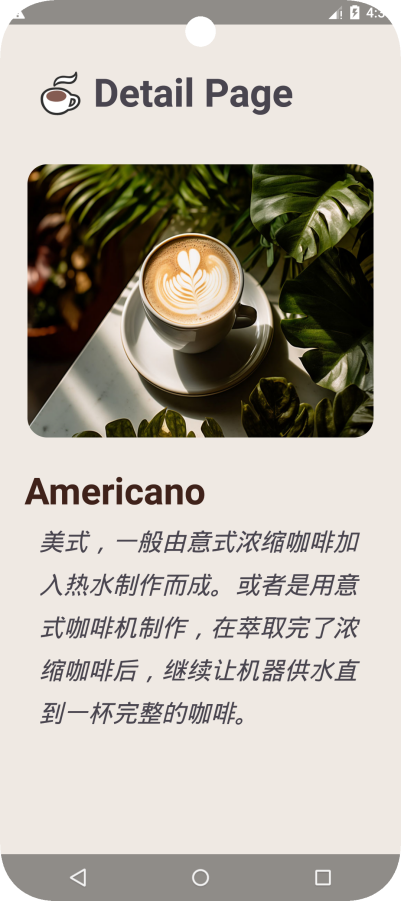 Detail Page
Americano
美式，一般由意式浓缩咖啡加
入热水制作而成。或者是用意
式咖啡机制作，在萃取完了浓
缩咖啡后，继续让机器供水直
到一杯完整的咖啡。